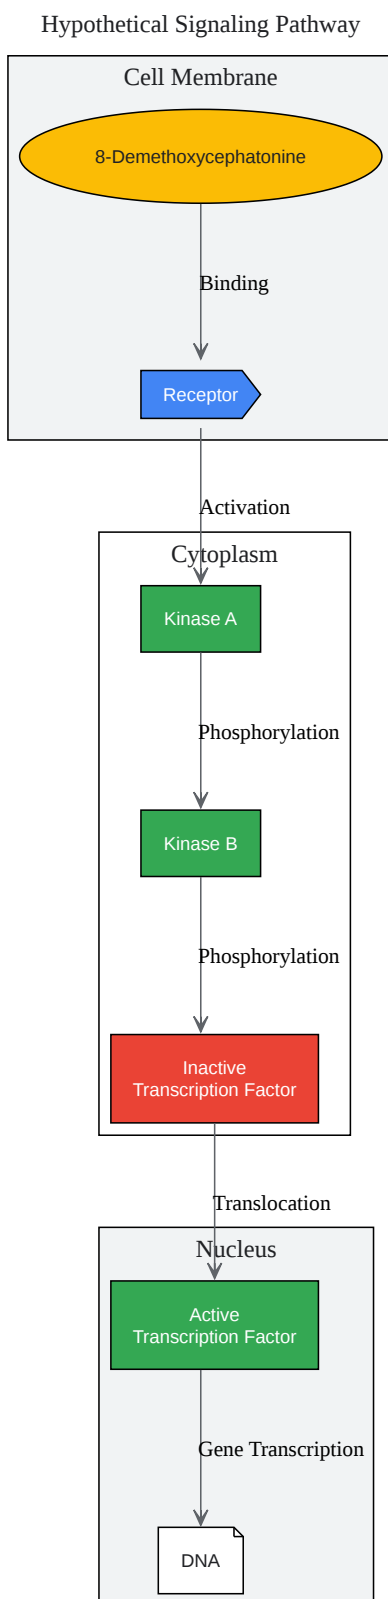 Hypothetical Signaling Pathway
Cell Membrane
8-Demethoxycephatonine
Binding
Receptor
Activation
Cytoplasm
Kinase A
Phosphorylation
Kinase B
Phosphorylation
Inactive
Transcription Factor
Translocation
Nucleus
Active
Transcription Factor
Gene Transcription
DNA